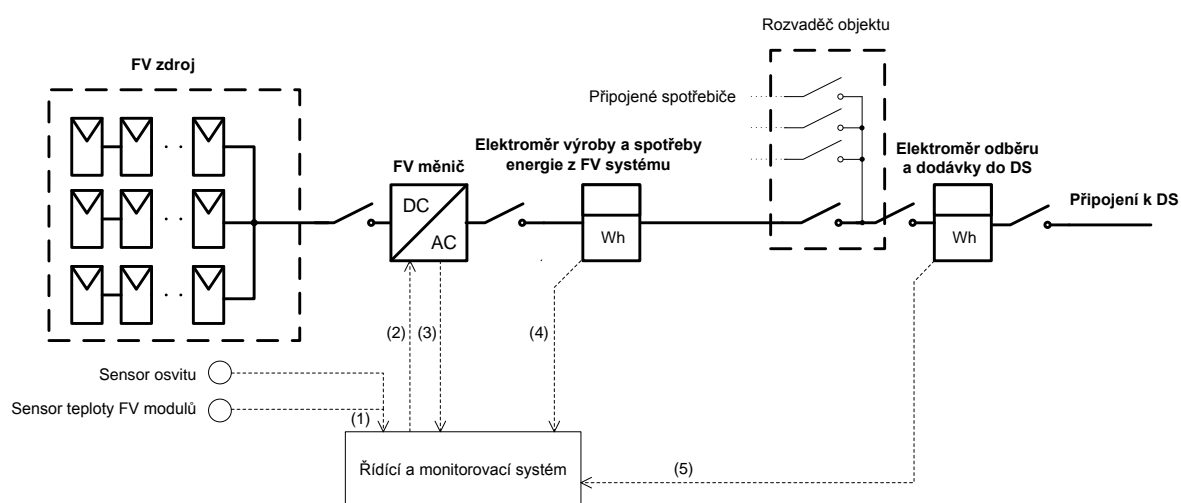 Rozvaděč objektu
FV zdroj
Připojené spotřebiče
Elektroměr výroby a spotřeby
energie z FV systému
Elektroměr odběru
a dodávky do DS
FV měnič
Připojení k DS
DC
AC
Wh
Wh
(2)
(3)
(4)
Sensor osvitu
Sensor teploty FV modulů
(1)
Řídící a monitorovací systém
(5)